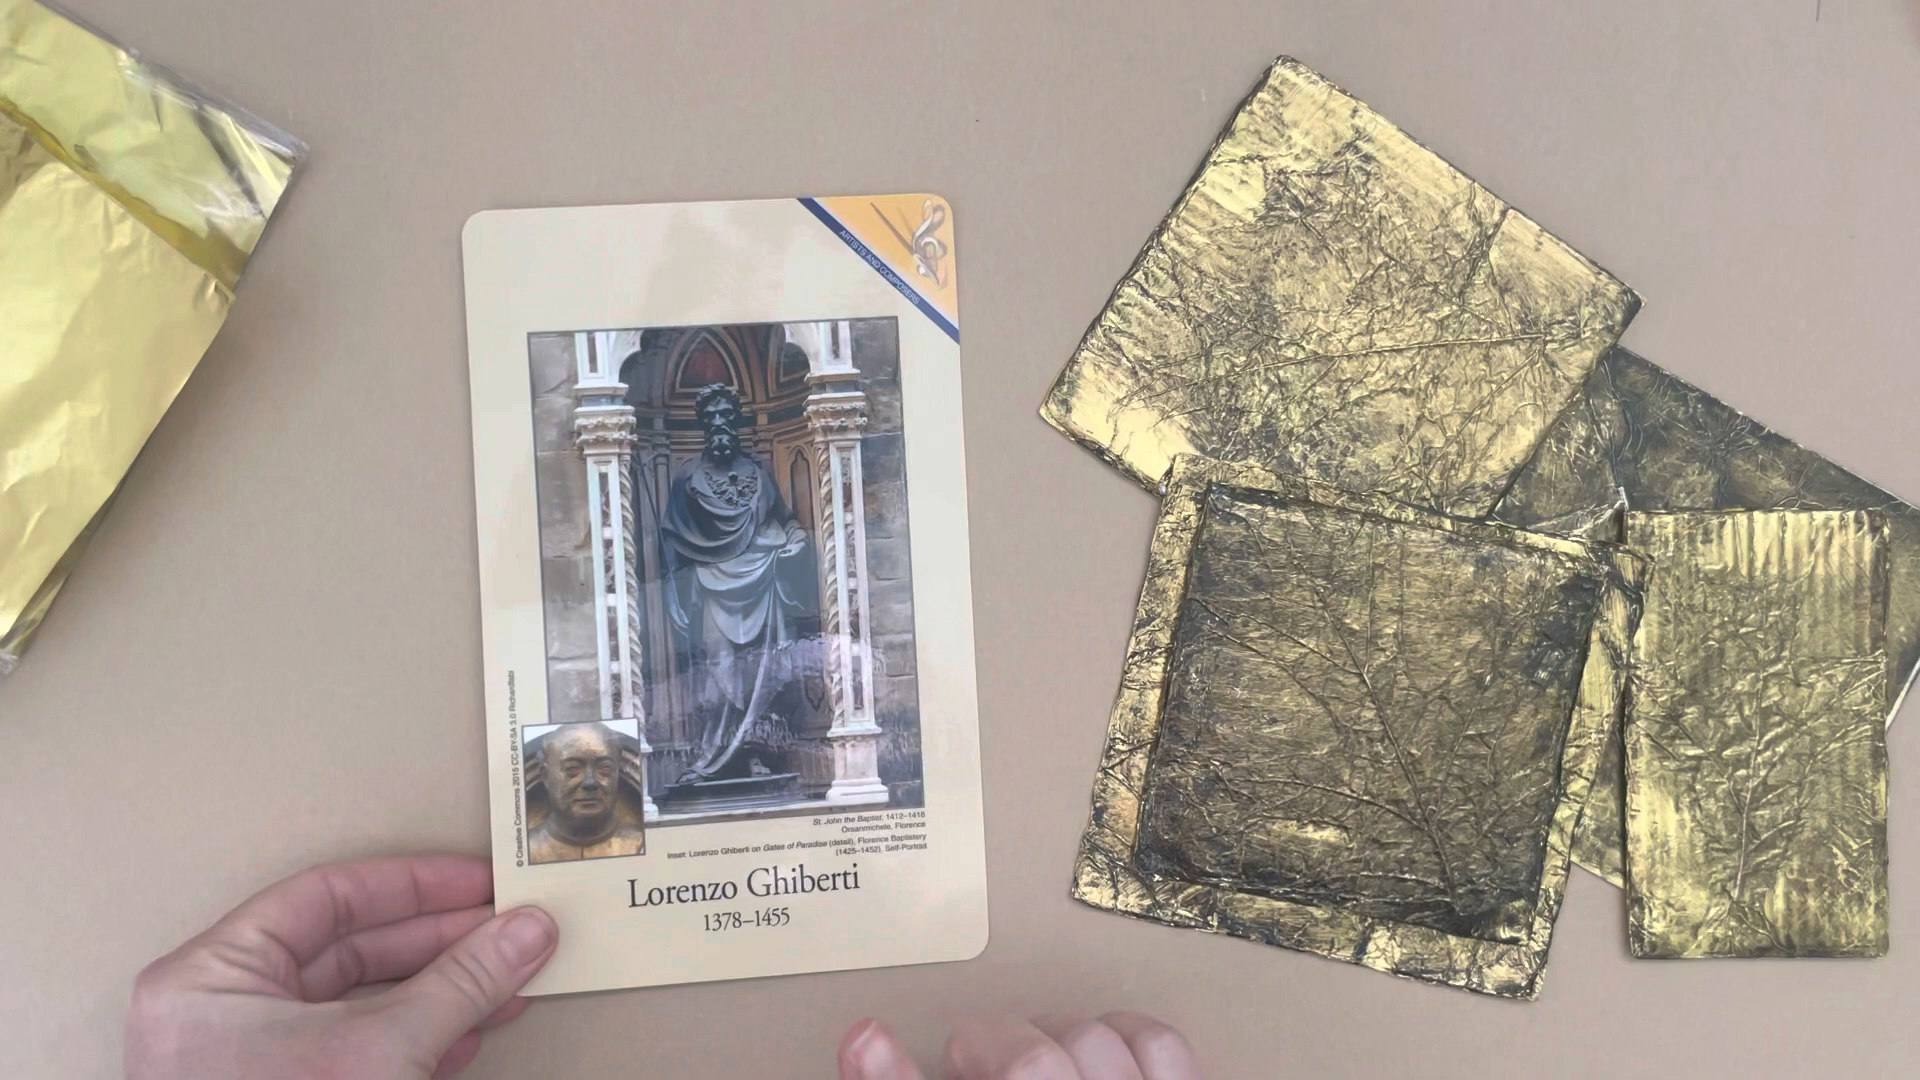 ARTISTS AND COMPOSERS
© Creative Commons 2015 CC-BY-SA 3.0 Richardfabi
St. John the Baptist, 1412–1416
Orsanmichele, Florence
Inset: Lorenzo Ghiberti on Gates of Paradise (detail), Florence Baptistery
(1425–1452), Self-Portrait
Lorenzo Ghiberti
1378–1455